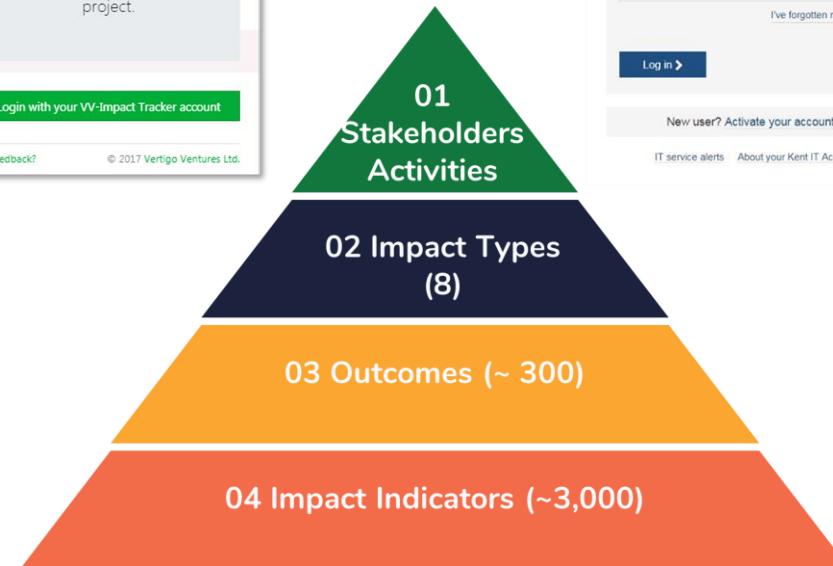 project.
Login with your VV-Impact Tracker account
© 2017 Vertigo Ventures Ltd.
I've forgotten
Log in
New user? Activate your account
IT service alerts About your Kent IT
01
Stakeholders
Activities
02 Impact Types
(8)
03 Outcomes (~ 300)
04 Impact Indicators (~3,000)